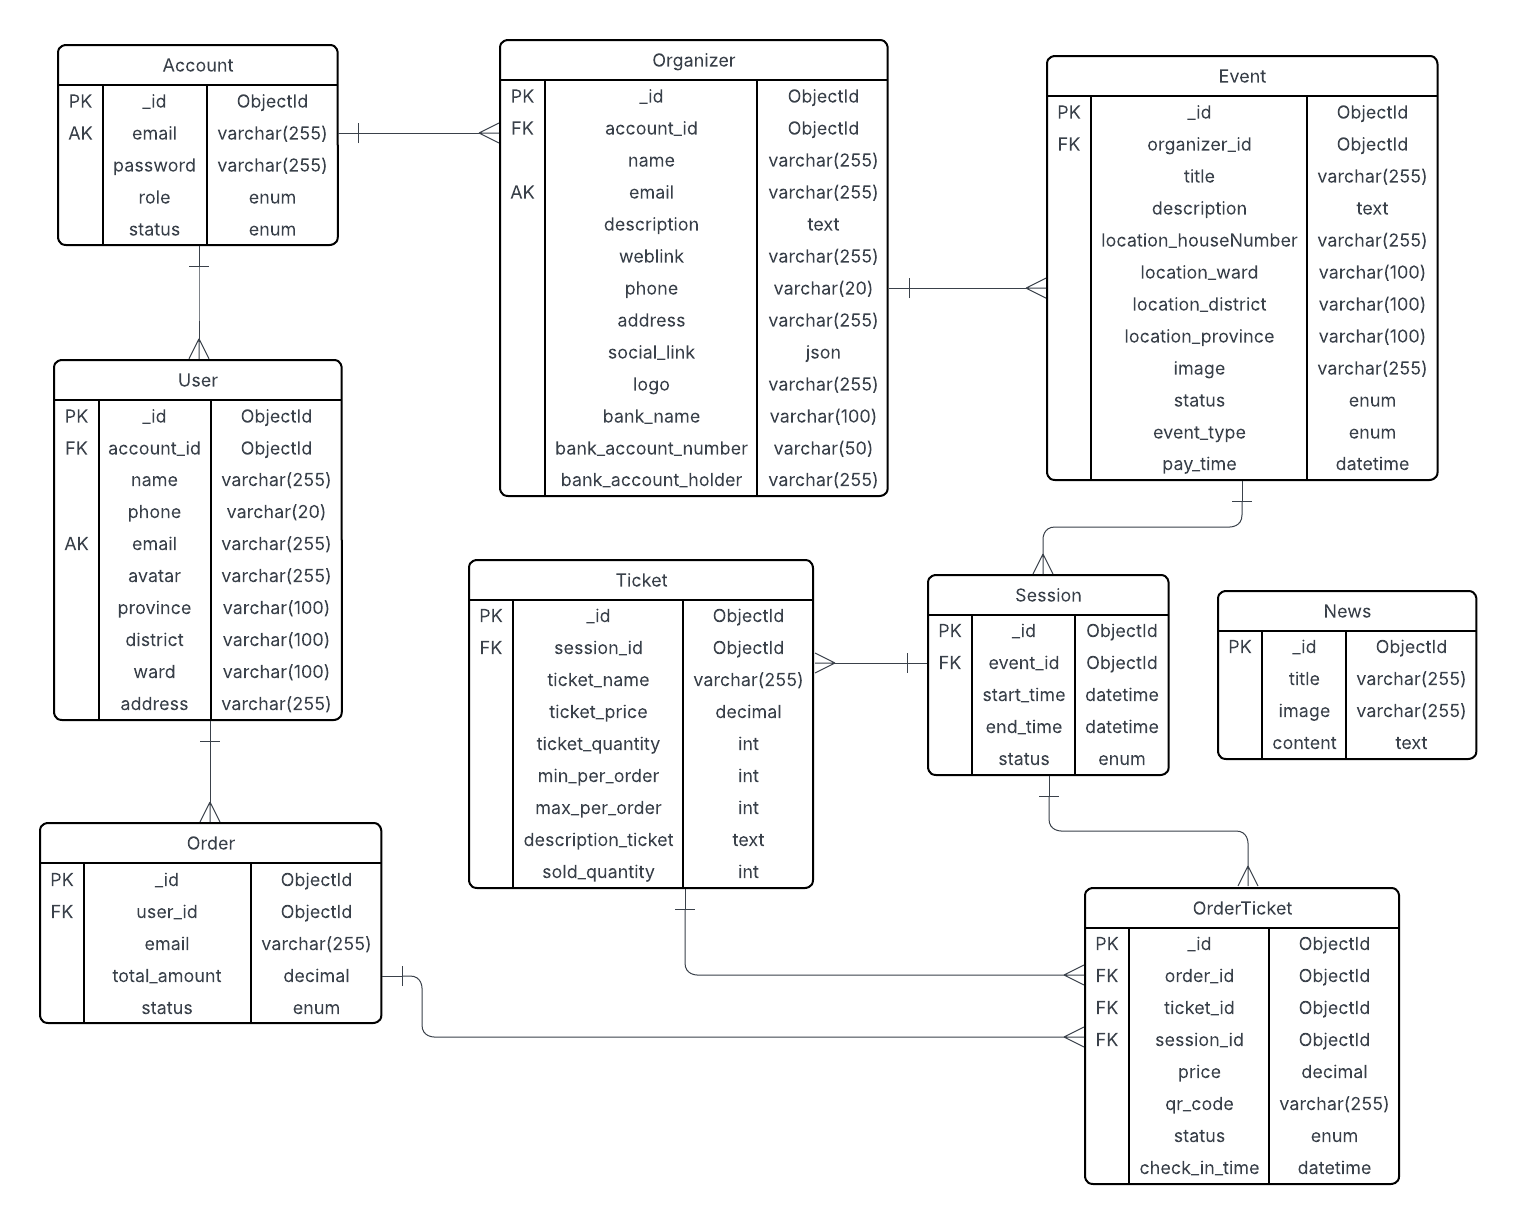 Account
PK _id ObjectId
AK email varchar(255)
password varchar(255)
role enum
status enum
Organizer
PK _id ObjectId
FK account_id ObjectId
name varchar(255)
AK email varchar(255)
description text
weblink varchar(255)
phone varchar(20)
address varchar(255)
social_link json
logo varchar(255)
bank_name varchar(100)
bank_account_number varchar(50)
bank_account_holder varchar(255)
Event
PK _id ObjectId
FK organizer_id ObjectId
title varchar(255)
description text
location_houseNumber varchar(255)
location_ward varchar(100)
location_district varchar(100)
location_province varchar(100)
image varchar(255)
status enum
event_type enum
pay_time datetime
User
PK _id ObjectId
FK account_id ObjectId
name varchar(255)
phone varchar(20)
AK email varchar(255)
avatar varchar(255)
province varchar(100)
district varchar(100)
ward varchar(100)
address varchar(255)
Ticket
PK _id ObjectId
FK session_id ObjectId
ticket_name varchar(255)
ticket_price decimal
ticket_quantity int
min_per_order int
max_per_order int
description_ticket text
sold_quantity int
Session
PK _id ObjectId
FK event_id ObjectId
start_time datetime
end_time datetime
status enum
News
PK _id ObjectId
title varchar(255)
image varchar(255)
content text
Order
PK _id ObjectId
FK user_id ObjectId
email varchar(255)
total_amount decimal
status enum
OrderTicket
PK _id ObjectId
FK order_id ObjectId
FK ticket_id ObjectId
FK session_id ObjectId
price decimal
qr_code varchar(255)
status enum
check_in_time datetime